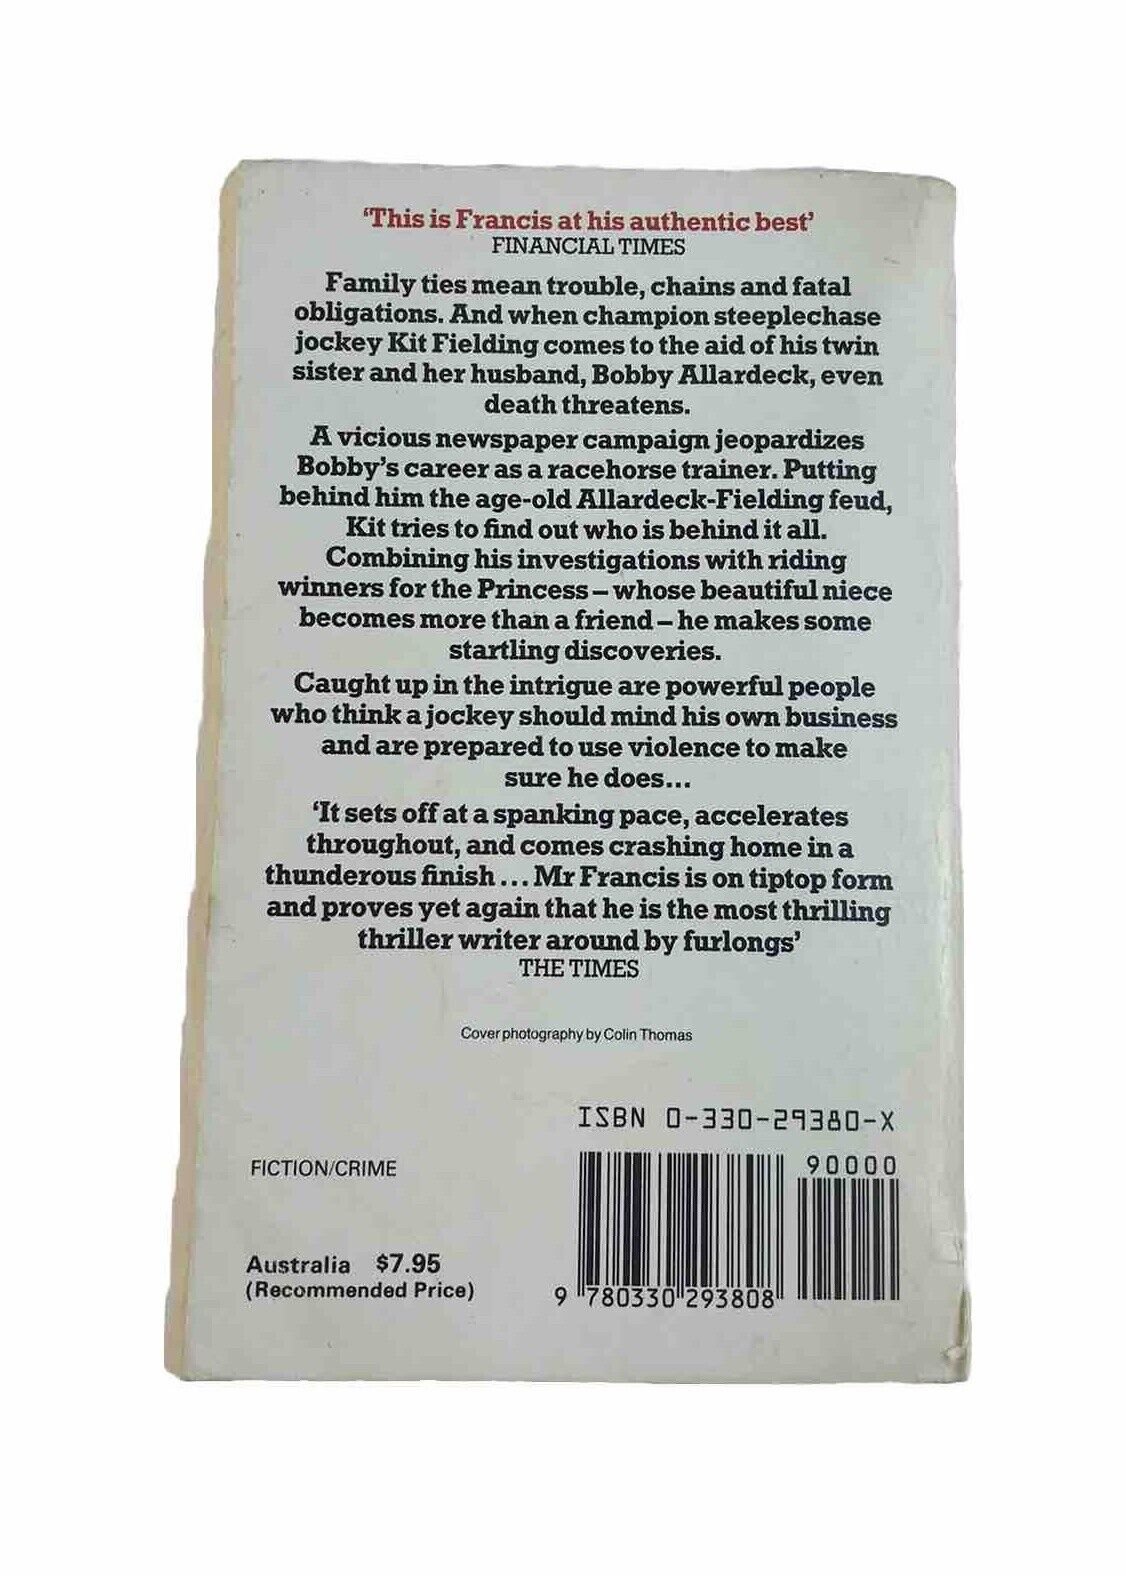 ‘This is Francis at his authentic best’
FINANCIAL TIMES
Family ties mean trouble, chains and fatal
obligations. And when champion steeplechase
jockey Kit Fielding comes to the aid of his twin
sister and her husband, Bobby Allardeck, even
death threatens.
A vicious newspaper campaign jeopardizes
Bobby’s career as a racehorse trainer. Putting
behind him the age-old Allardeck-Fielding feud,
Kit tries to find out who is behind it all.
Combining his investigations with riding
winners for the Princess – whose beautiful niece
becomes more than a friend – he makes some
startling discoveries.
Caught up in the intrigue are powerful people
who think a jockey should mind his own business
and are prepared to use violence to make
sure he does...
‘It sets off at a spanking pace, accelerates
throughout, and comes crashing home in a
thunderous finish... Mr Francis is on tiptop form
and proves yet again that he is the most thrilling
thriller writer around by furlongs’
THE TIMES
Cover photography by Colin Thomas
ISBN 0-330-29380-X
90000
FICTION/CRIME
Australia $7.95
(Recommended Price)
9 780330 293808